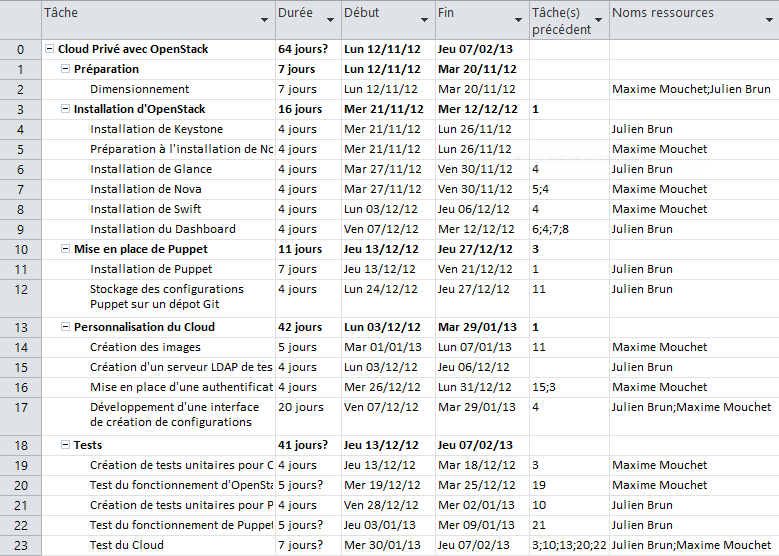 Tâche Durée Début Fin Tâche(s) précédent Noms ressources
0 Cloud Privé avec OpenStack 64 jours? Lun 12/11/12 Jeu 07/02/13
1 Préparation 7 jours Lun 12/11/12 Mar 20/11/12
2 Dimensionnement 7 jours Lun 12/11/12 Mar 20/11/12 Maxime Mouchet;Julien Brun
3 Installation d'OpenStack 16 jours Mer 21/11/12 Mer 12/12/12 1
4 Installation de Keystone 4 jours Mer 21/11/12 Lun 26/11/12 Julien Brun
5 Préparation à l'installation de No 4 jours Mer 21/11/12 Lun 26/11/12 Maxime Mouchet
6 Installation de Glance 4 jours Mar 27/11/12 Ven 30/11/12 4 Julien Brun
7 Installation de Nova 4 jours Mar 27/11/12 Ven 30/11/12 5;4 Maxime Mouchet
8 Installation de Swift 4 jours Lun 03/12/12 Jeu 06/12/12 4 Maxime Mouchet
9 Installation du Dashboard 4 jours Ven 07/12/12 Mer 12/12/12 6;4;7;8 Julien Brun
10 Mise en place de Puppet 11 jours Jeu 13/12/12 Jeu 27/12/12 3
11 Installation de Puppet 7 jours Jeu 13/12/12 Ven 21/12/12 1 Julien Brun
12 Stockage des configurations 4 jours Lun 24/12/12 Jeu 27/12/12 11 Julien Brun
Puppet sur un dépot Git
13 Personnalisation du Cloud 42 jours Lun 03/12/12 Mar 29/01/13 1
14 Création des images 5 jours Mar 01/01/13 Lun 07/01/13 11 Maxime Mouchet
15 Création d'un serveur LDAP de tes 4 jours Lun 03/12/12 Jeu 06/12/12 Julien Brun
16 Mise en place d'une authentificat 4 jours Mer 26/12/12 Lun 31/12/12 15;3 Maxime Mouchet
17 Développement d'une interface 20 jours Ven 07/12/12 Mar 29/01/13 4 Julien Brun;Maxime Mouchet
de création de configurations
18 Tests 41 jours? Jeu 13/12/12 Jeu 07/02/13
19 Création de tests unitaires pour C 4 jours Jeu 13/12/12 Mar 18/12/12 3 Maxime Mouchet
20 Test du fonctionnement d'OpenSta 5 jours? Mer 19/12/12 Mar 25/12/12 19 Maxime Mouchet
21 Création de tests unitaires pour P 4 jours Ven 28/12/12 Mer 02/01/13 10 Julien Brun
22 Test du fonctionnement de Puppet 5 jours? Jeu 03/01/13 Mer 09/01/13 21 Julien Brun
23 Test du Cloud 7 jours? Mer 30/01/13 Jeu 07/02/13 3;10;13;20;22 Julien Brun;Maxime Mouchet